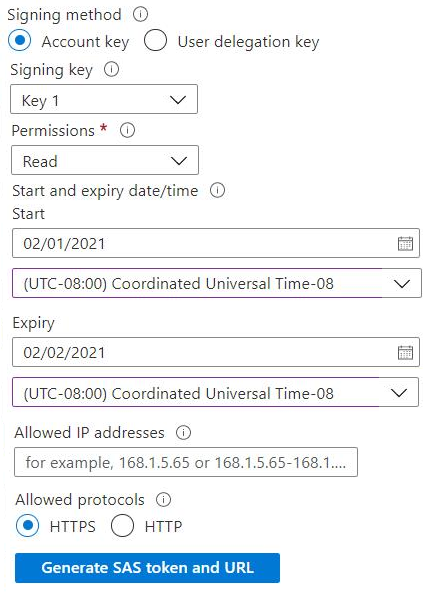 Signing method
Account key User delegation key
Signing key
Key 1
Permissions *
Read
Start and expiry date/time
Start
02/01/2021
(UTC-08:00) Coordinated Universal Time-08
Expiry
02/02/2021
(UTC-08:00) Coordinated Universal Time-08
Allowed IP addresses
for example, 168.1.5.65 or 168.1.5.65-168.1....
Allowed protocols
HTTPS HTTP
Generate SAS token and URL